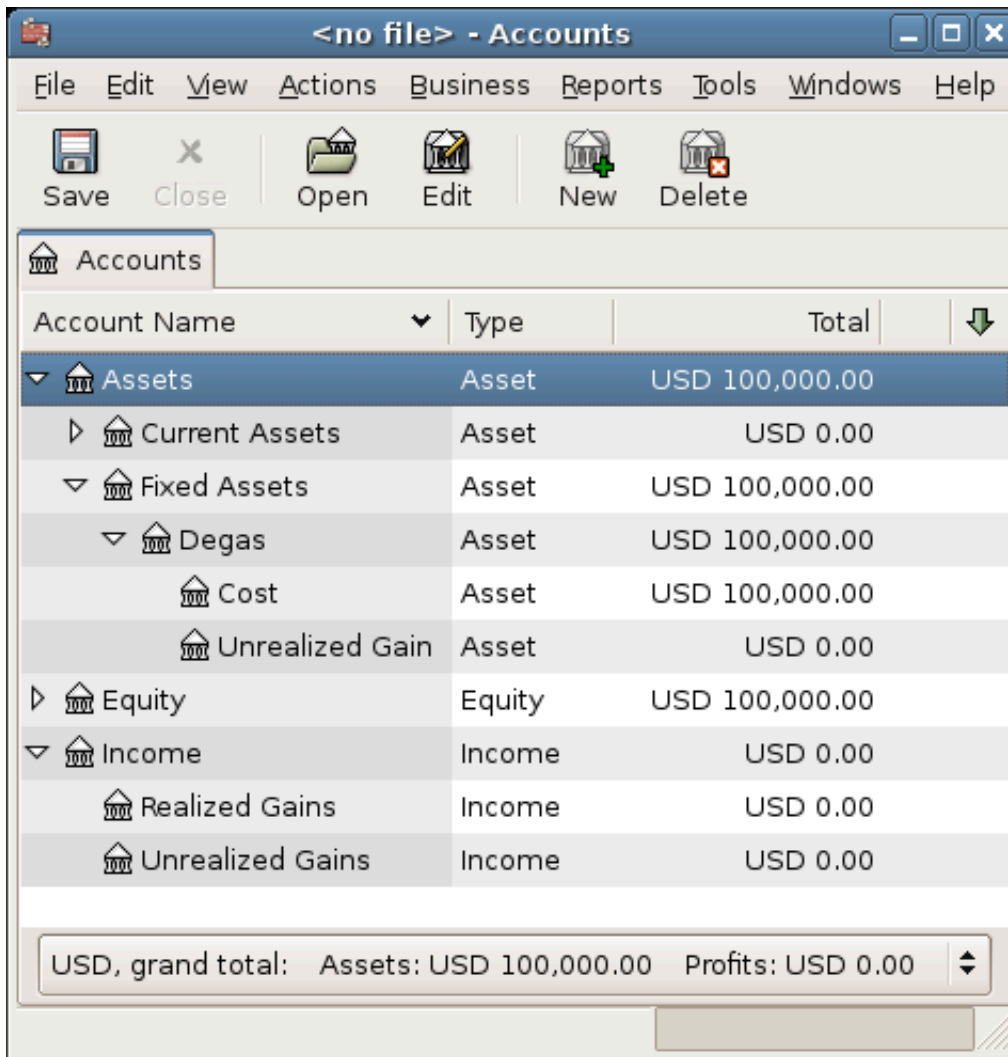 <no file> - Accounts
File Edit View Actions Business Reports Tools Windows Help
Save Close Open Edit New Delete
Accounts
Account Name Type Total
Assets Asset USD 100,000.00
Current Assets Asset USD 0.00
Fixed Assets Asset USD 100,000.00
Degas Asset USD 100,000.00
Cost Asset USD 100,000.00
Unrealized Gain Asset USD 0.00
Equity Equity USD 100,000.00
Income Income USD 0.00
Realized Gains Income USD 0.00
Unrealized Gains Income USD 0.00
USD, grand total: Assets: USD 100,000.00 Profits: USD 0.00